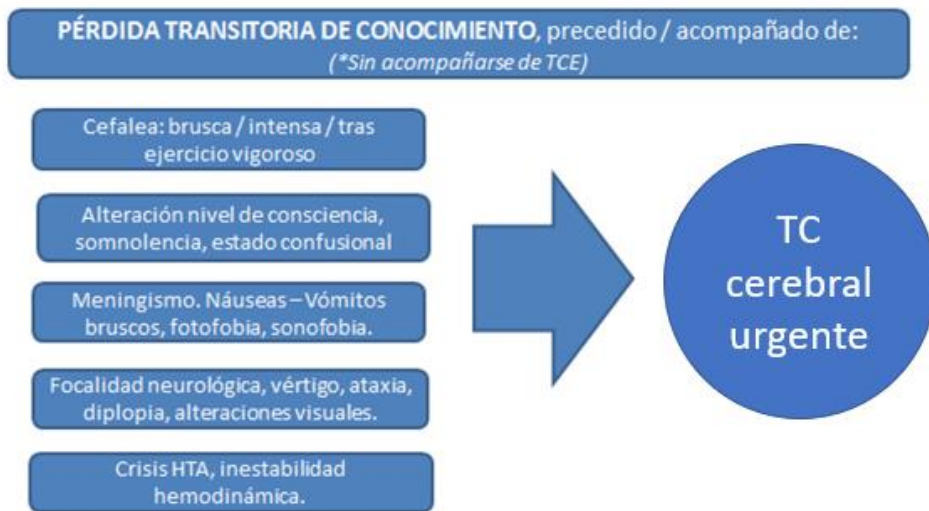 PÉRDIDA TRANSITORIA DE CONOCIMIENTO, precedido / acompañado de:
(*Sin acompañarse de TCE)
Cefalea: brusca / intensa / tras
ejercicio vigoroso
Alteración nivel de consciencia,
somnolencia, estado confusional
Meningismo. Náuseas – Vómitos
bruscos, fotofobia, sonofobia.
Focalidad neurológica, vértigo, ataxia,
diplopia, alteraciones visuales.
Crisis HTA, inestabilidad
hemodinámica.
TC
cerebral
urgente